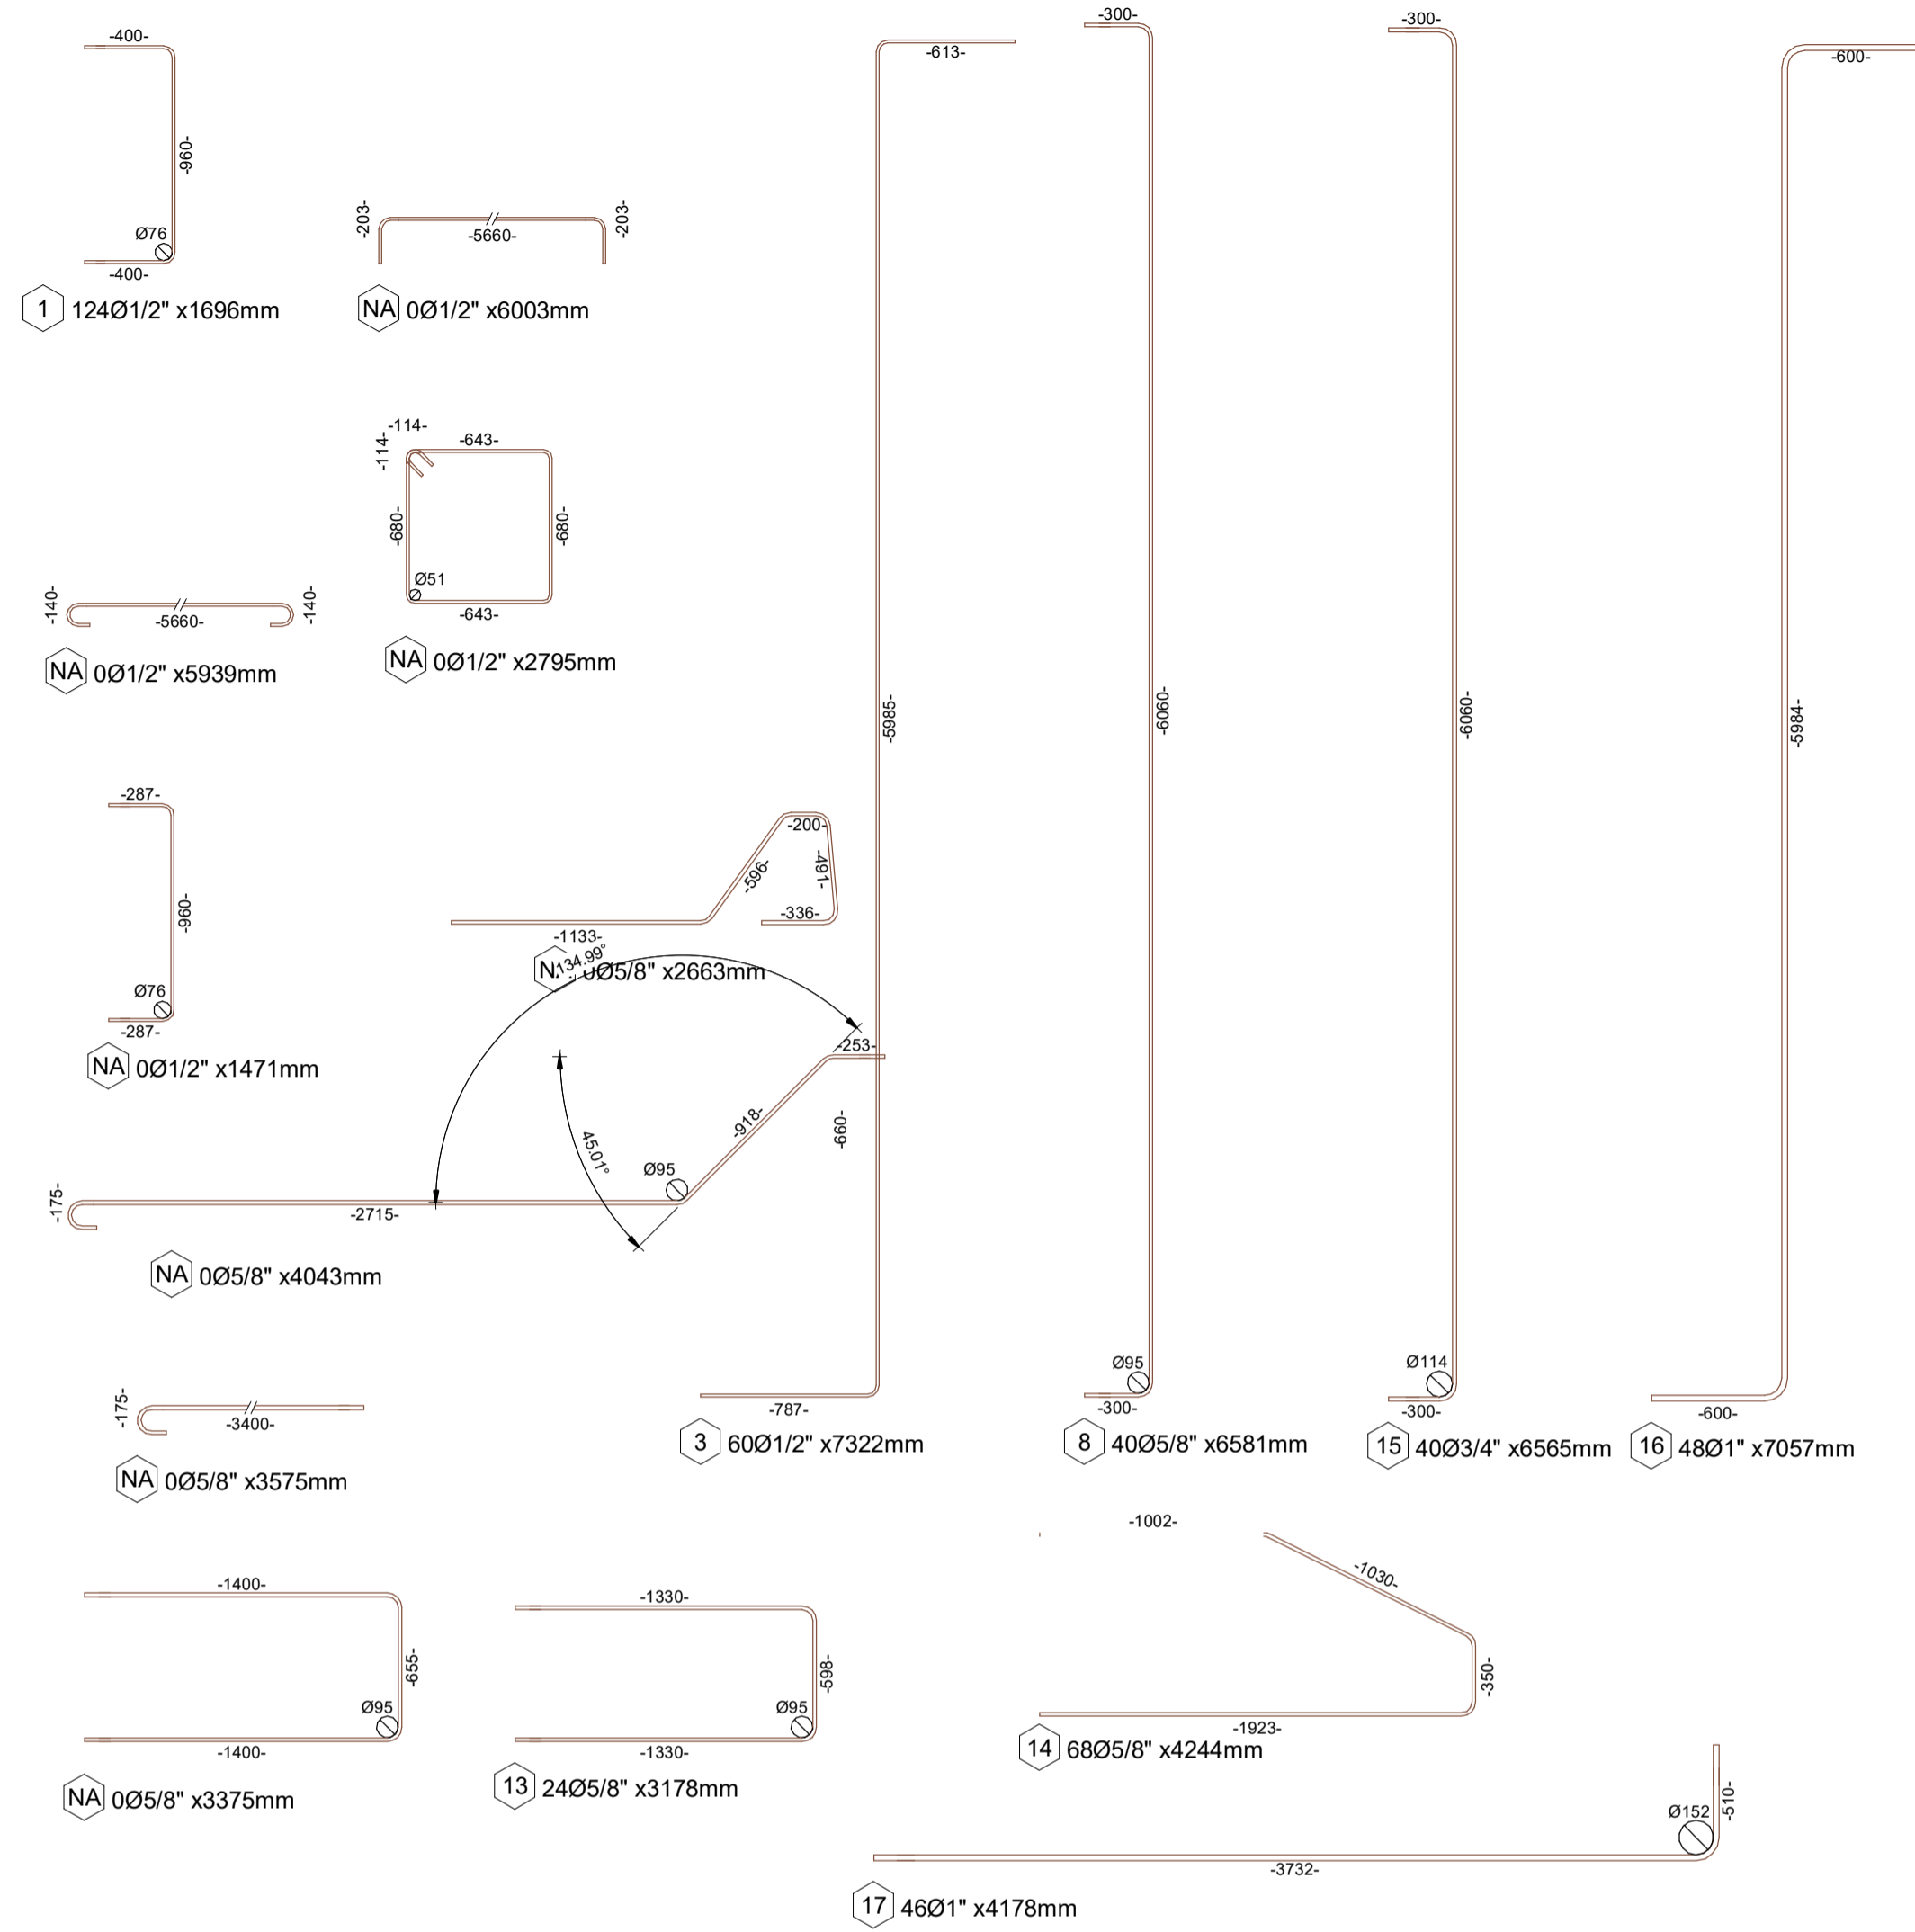 -400-
-960-
Ø76
-400-
1 124Ø1/2" x1696mm
-203-
-5660-
-203-
NA 0Ø1/2" x6003mm
-140-
-5660-
-140-
NA 0Ø1/2" x5939mm
-114-
-114-
-643-
-680-
-680-
Ø51
-643-
NA 0Ø1/2" x2795mm
-287-
-960-
Ø76
-287-
NA 0Ø1/2" x1471mm
-200-
-596-
-491-
-336-
-1133-
134.99°
Ø5/8" x2663mm
-253-
-918-
-660-
45.01°
Ø95
-175-
-2715-
NA 0Ø5/8" x4043mm
-175-
-3400-
NA 0Ø5/8" x3575mm
-613-
-5985-
-787-
3 60Ø1/2" x7322mm
-300-
-6060-
Ø95
-300-
8 40Ø5/8" x6581mm
-300-
-6060-
Ø114
-300-
15 40Ø3/4" x6565mm
-600-
-5984-
-600-
16 48Ø1" x7057mm
-1400-
-655-
Ø95
-1400-
NA 0Ø5/8" x3375mm
-1330-
-598-
Ø95
-1330-
13 24Ø5/8" x3178mm
-1002-
-1030-
-350-
-1923-
14 68Ø5/8" x4244mm
Ø152
-510-
-3732-
17 46Ø1" x4178mm